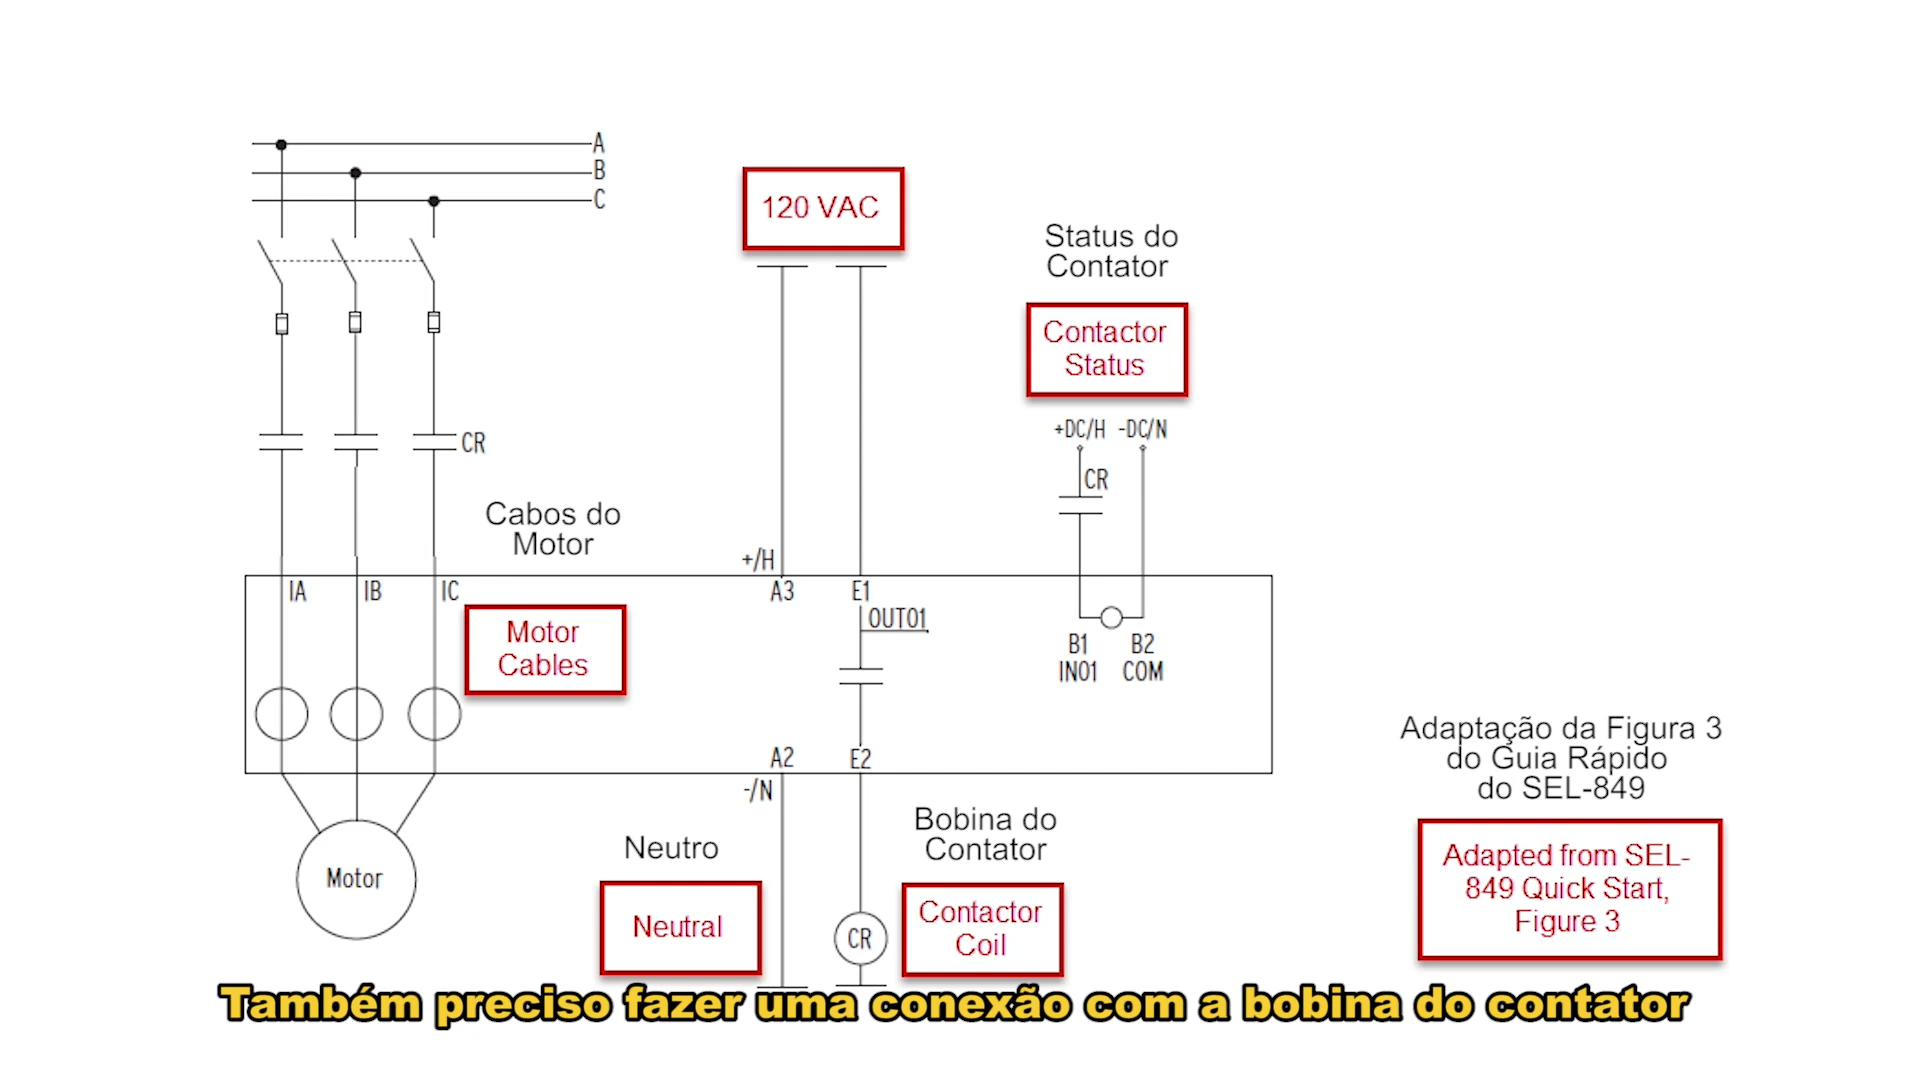 A
B
C
120 VAC
Status do
Contator
Contactor
Status
+DC/H -DC/N
CR
CR
Cabos do
Motor
+/H
IA IB IC
A3 E1
OUT01
Motor
Cables
B1 B2
IN01 COM
A2 E2
-/N
Adaptação da Figura 3
do Guia Rápido
do SEL-849
Adapted from SEL-
849 Quick Start,
Figure 3
Motor
Neutro
Neutral
Bobina do
Contator
CR
Contactor
Coil
Também preciso fazer uma conexão com a bobina do contator